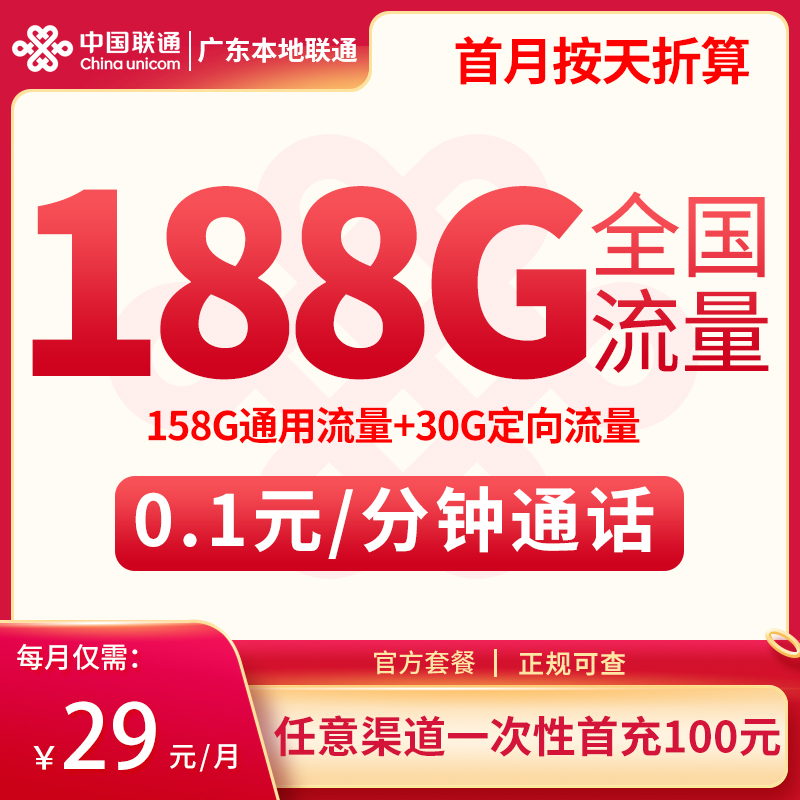 中国联通
China unicom
广东本地联通
首月按天折算
188G
全国
流量
158G通用流量+30G定向流量
0.1元/分钟通话
每月仅需：
￥29元/月
官方套餐 | 正规可查
任意渠道一次性首充100元